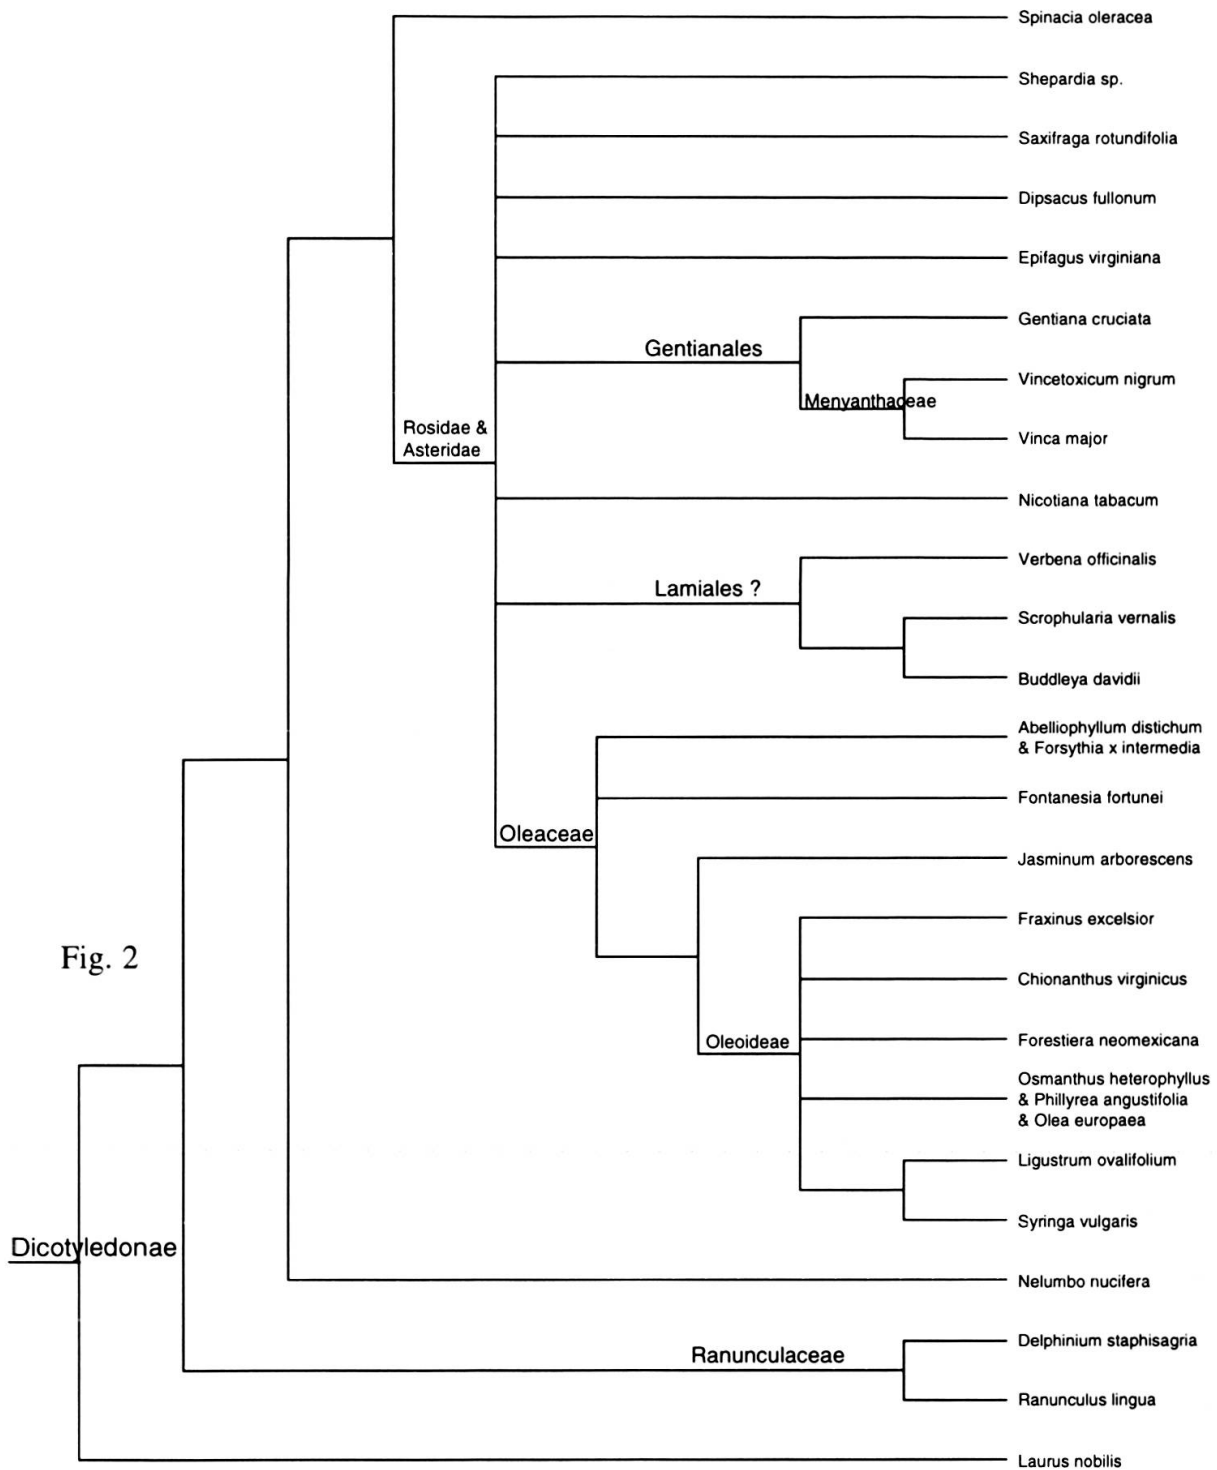 Spinacia oleracea
Shepardia sp.
Saxifraga rotundifolia
Dipsacus fullonum
Epifagus virginiana
Gentiana cruciata
Gentianales
Vincetoxicum nigrum
Menyanthaceae
Rosidae &
Asteridae
Vinca major
Nicotiana tabacum
Verbena officinalis
Lamiales ?
Scrophularia vernalis
Buddleya davidii
Abelliophyllum distichum
& Forsythia x intermedia
Fontanesia fortunei
Oleaceae
Jasminum arborescens
Fraxinus excelsior
Fig. 2
Chionanthus virginicus
Oleoideae
Forestiera neomexicana
Osmanthus heterophyllus
& Phillyrea angustifolia
& Olea europaea
Ligustrum ovalifolium
Syringa vulgaris
Dicotyledonae
Nelumbo nucifera
Delphinium staphisagria
Ranunculaceae
Ranunculus lingua
Laurus nobilis